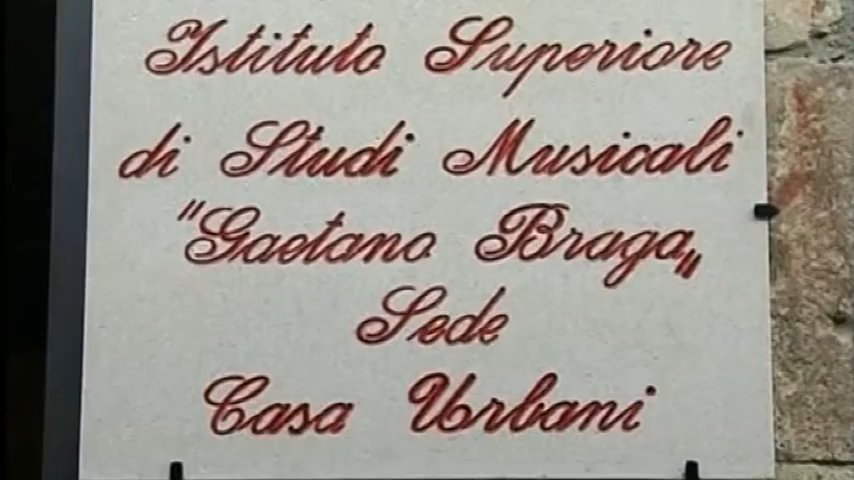 Istituto Superiore
di Studi Musicali
"Gaetano Braga„
Sede
Casa Urbani